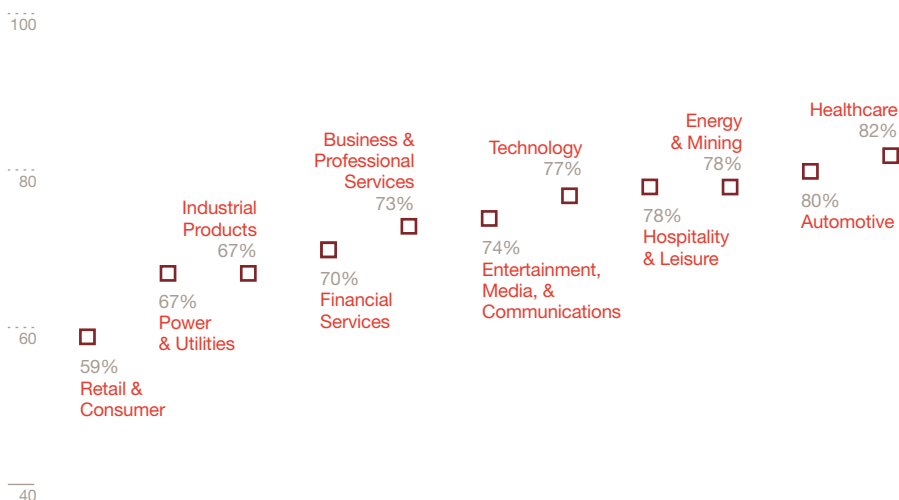 100
80
60
40
59%
Retail &
Consumer
67%
Power
& Utilities
Industrial
Products
67%
70%
Financial
Services
Business &
Professional
Services
73%
74%
Entertainment,
Media, &
Communications
Technology
77%
78%
Hospitality
& Leisure
Energy
& Mining
78%
80%
Automotive
Healthcare
82%